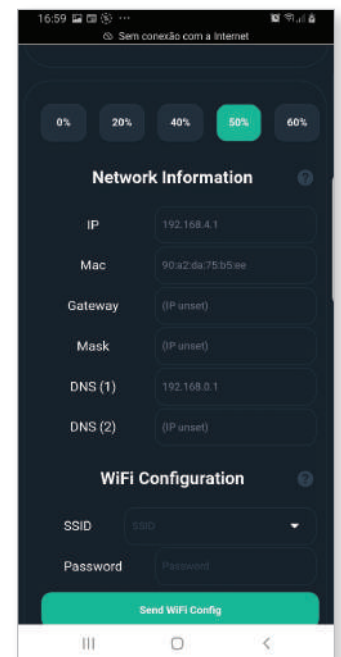 16:59
Sem conexão com a Internet
0% 20% 40% 50% 60%
Network Information ?
IP 192.168.4.1
Mac 90:a2:da:75:b5:ee
Gateway (IP unset)
Mask (IP unset)
DNS (1) 192.168.0.1
DNS (2) (IP unset)
WiFi Configuration ?
SSID SSID
Password Password
Send WiFi Config